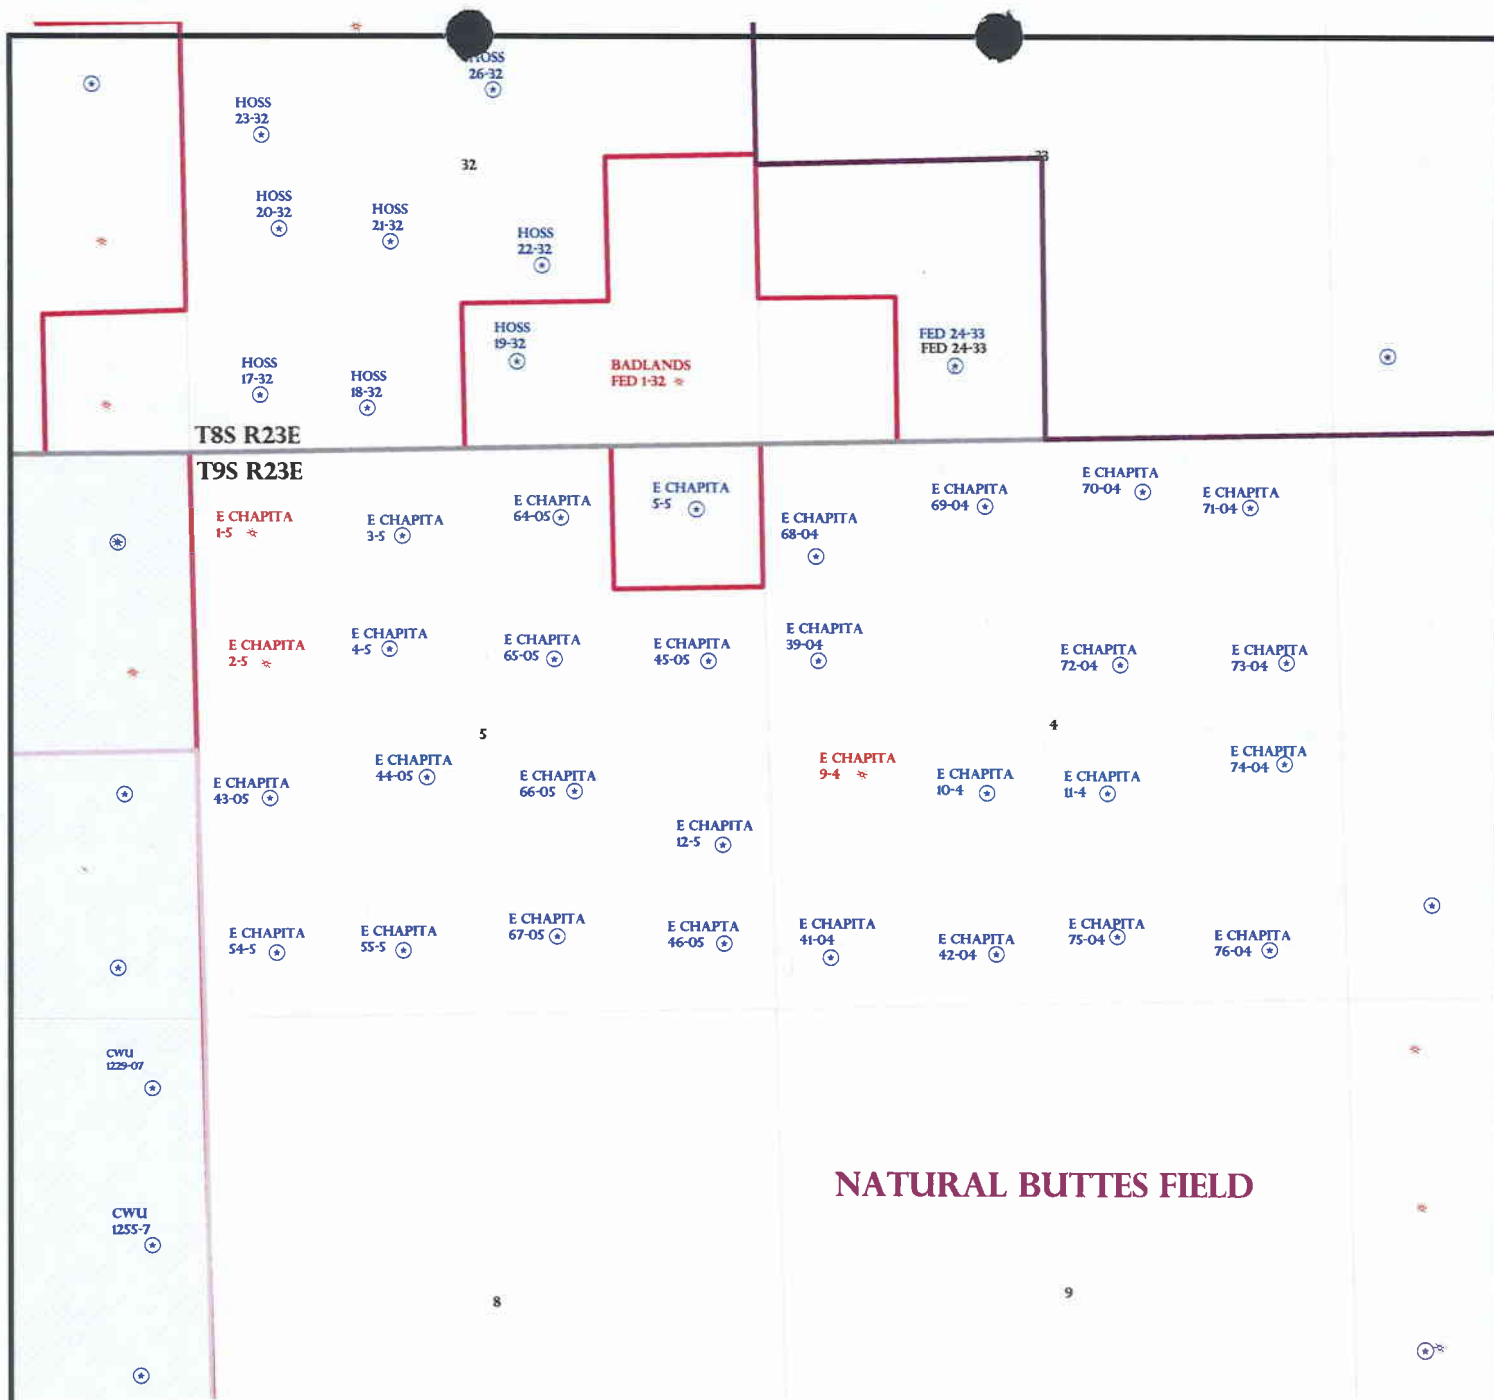 HOSS
26-32
HOSS
23-32
32
33
HOSS
20-32
HOSS
21-32
HOSS
22-32
HOSS
19-32
FED 24-33
FED 24-33
BADLANDS
FED 1-32
HOSS
17-32
HOSS
18-32
T8S R23E
T9S R23E
E CHAPITA
1-5
E CHAPITA
3-5
E CHAPITA
64-05
E CHAPITA
5-5
E CHAPITA
68-04
E CHAPITA
69-04
E CHAPITA
70-04
E CHAPITA
71-04
E CHAPITA
2-5
E CHAPITA
4-5
E CHAPITA
65-05
E CHAPITA
45-05
E CHAPITA
39-04
E CHAPITA
72-04
E CHAPITA
73-04
5
4
E CHAPITA
43-05
E CHAPITA
44-05
E CHAPITA
66-05
E CHAPITA
12-5
E CHAPITA
9-4
E CHAPITA
10-4
E CHAPITA
11-4
E CHAPITA
74-04
E CHAPITA
54-5
E CHAPITA
55-5
E CHAPITA
67-05
E CHAPTA
46-05
E CHAPITA
41-04
E CHAPITA
42-04
E CHAPITA
75-04
E CHAPITA
76-04
CWU
1229-07
CWU
1255-7
NATURAL BUTTES FIELD
8
9